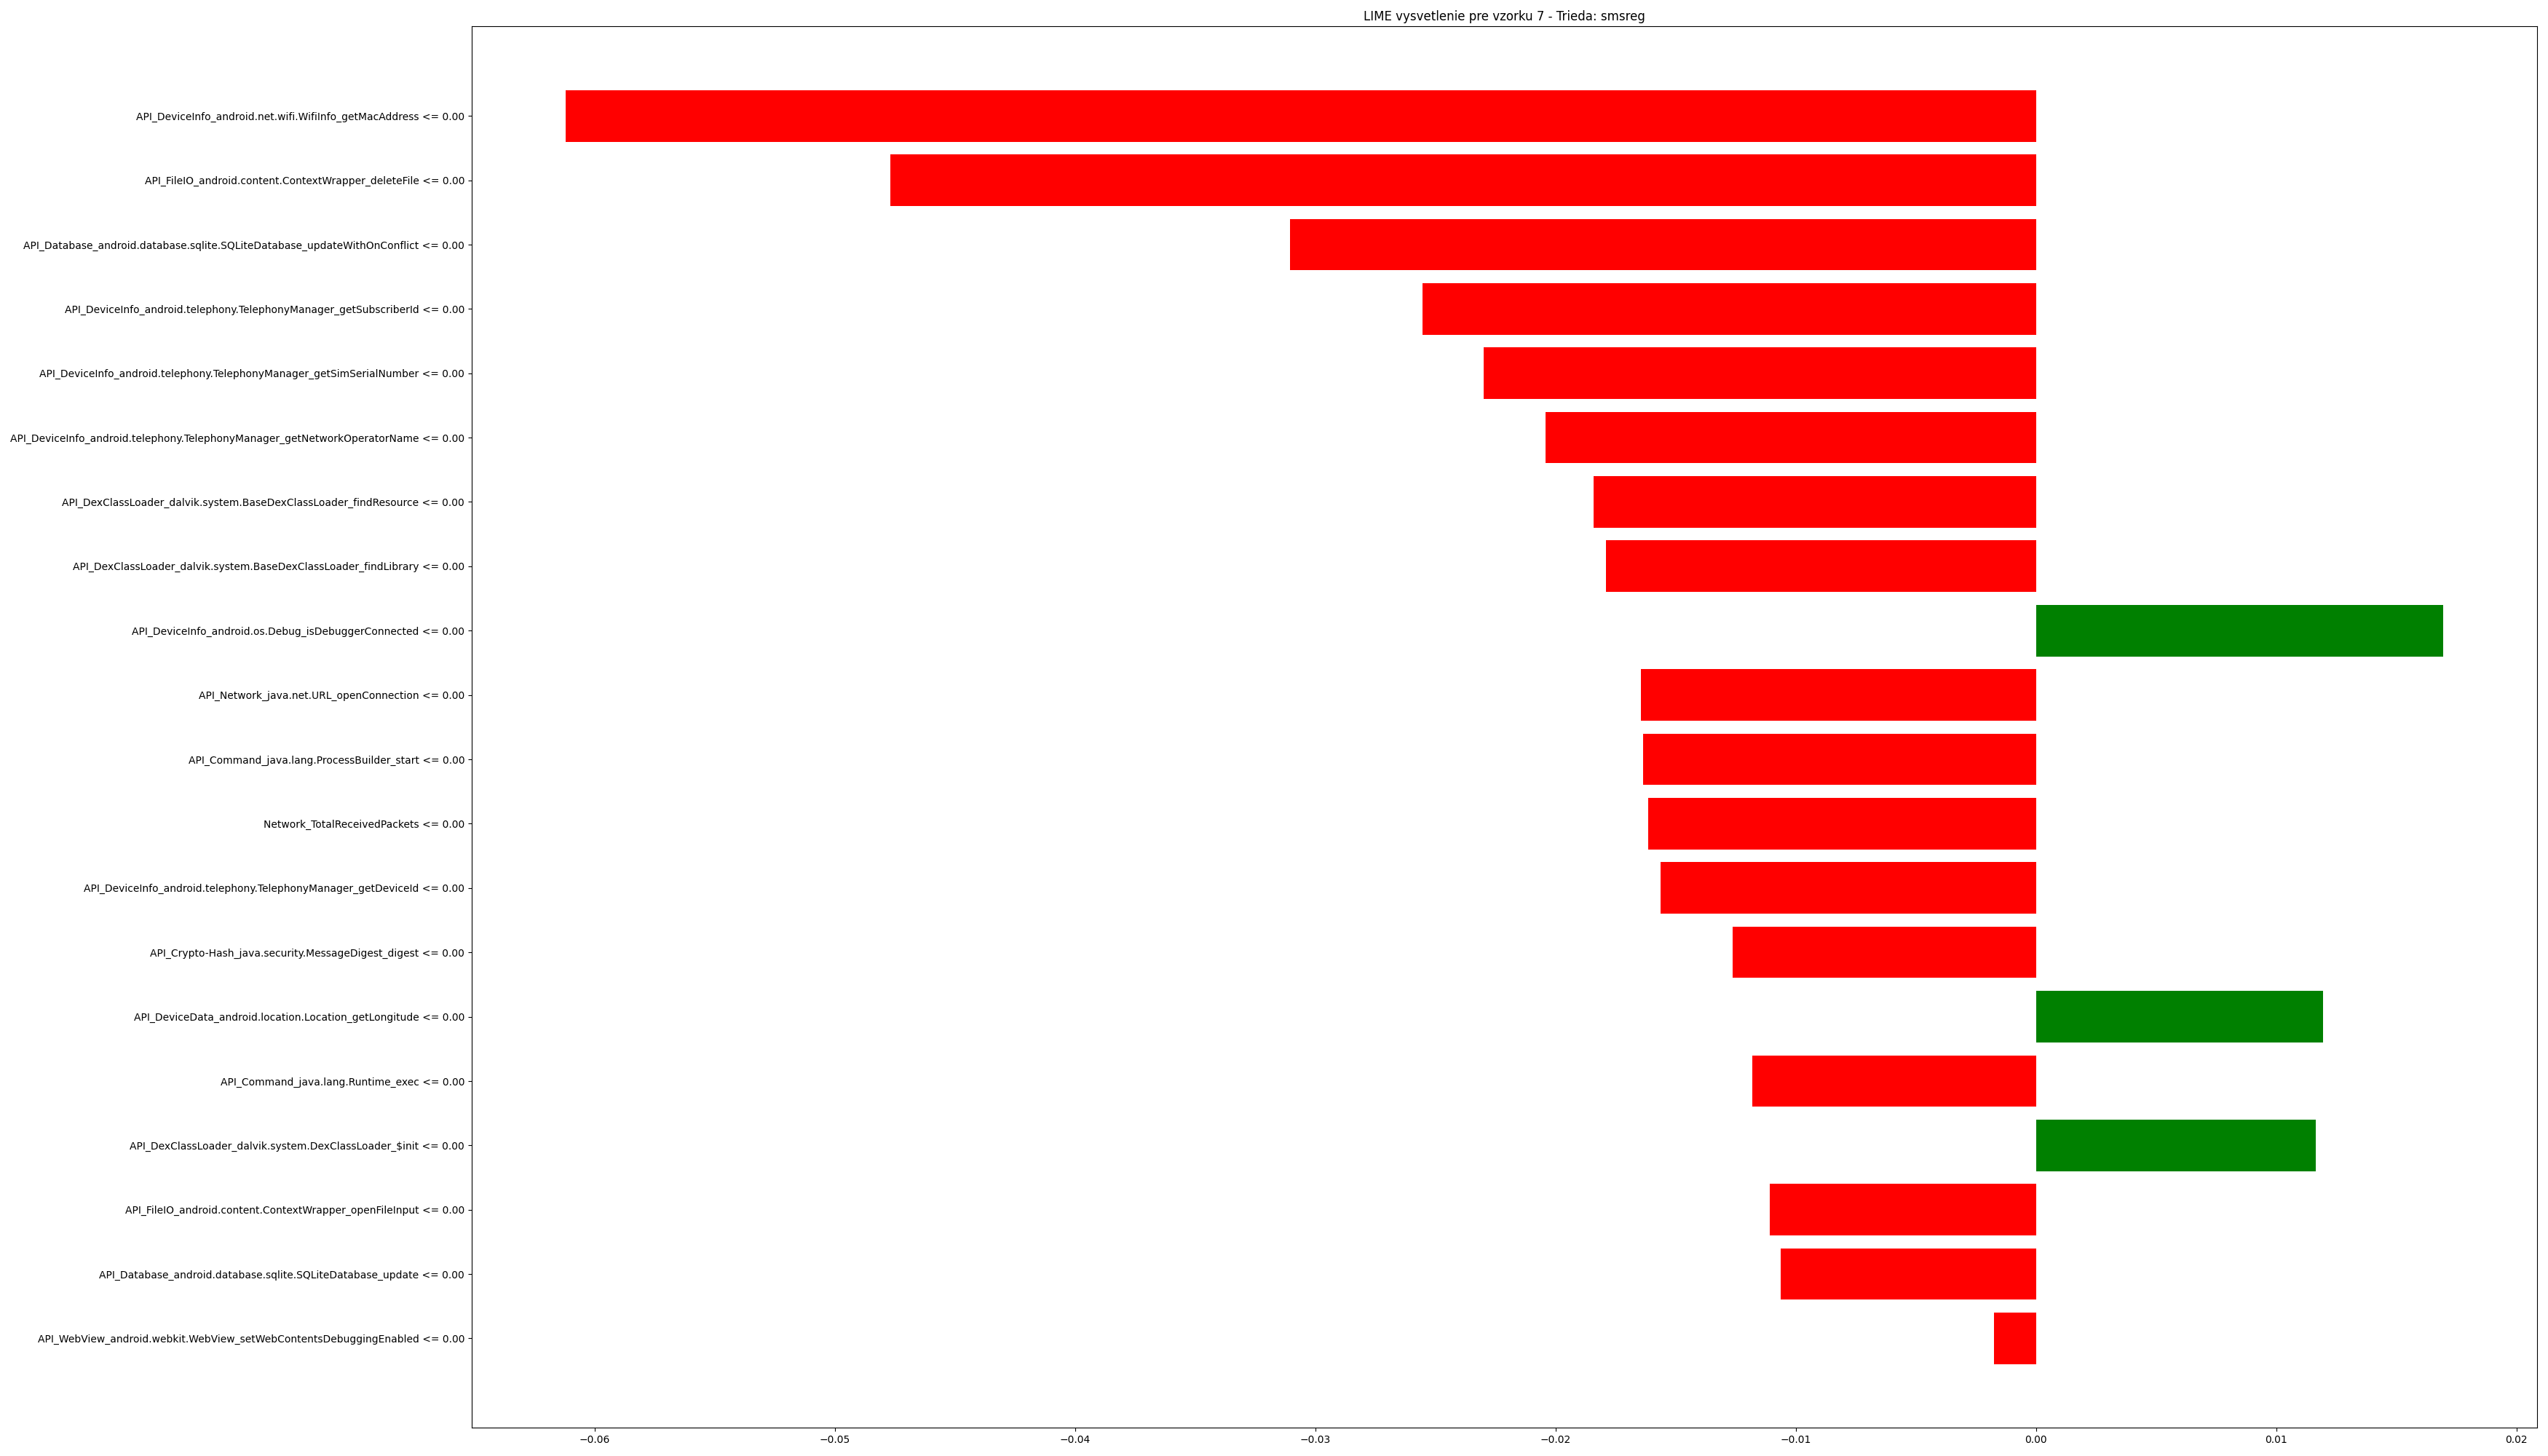 LIME vysvetlenie pre vzorku 7 - Trieda: smsreg
API_DeviceInfo_android.net.wifi.WifiInfo_getMacAddress <= 0.00
API_FileIO_android.content.ContextWrapper_deleteFile <= 0.00
API_Database_android.database.sqlite.SQLiteDatabase_updateWithOnConflict <= 0.00
API_DeviceInfo_android.telephony.TelephonyManager_getSubscriberId <= 0.00
API_DeviceInfo_android.telephony.TelephonyManager_getSimSerialNumber <= 0.00
API_DeviceInfo_android.telephony.TelephonyManager_getNetworkOperatorName <= 0.00
API_DexClassLoader_dalvik.system.BaseDexClassLoader_findResource <= 0.00
API_DexClassLoader_dalvik.system.BaseDexClassLoader_findLibrary <= 0.00
API_DeviceInfo_android.os.Debug_isDebuggerConnected <= 0.00
API_Network_java.net.URL_openConnection <= 0.00
API_Command_java.lang.ProcessBuilder_start <= 0.00
Network_TotalReceivedPackets <= 0.00
API_DeviceInfo_android.telephony.TelephonyManager_getDeviceId <= 0.00
API_Crypto-Hash_java.security.MessageDigest_digest <= 0.00
API_DeviceData_android.location.Location_getLongitude <= 0.00
API_Command_java.lang.Runtime_exec <= 0.00
API_DexClassLoader_dalvik.system.DexClassLoader_$init <= 0.00
API_FileIO_android.content.ContextWrapper_openFileInput <= 0.00
API_Database_android.database.sqlite.SQLiteDatabase_update <= 0.00
API_WebView_android.webkit.WebView_setWebContentsDebuggingEnabled <= 0.00
−0.06 −0.05 −0.04 −0.03 −0.02 −0.01 0.00 0.01 0.02